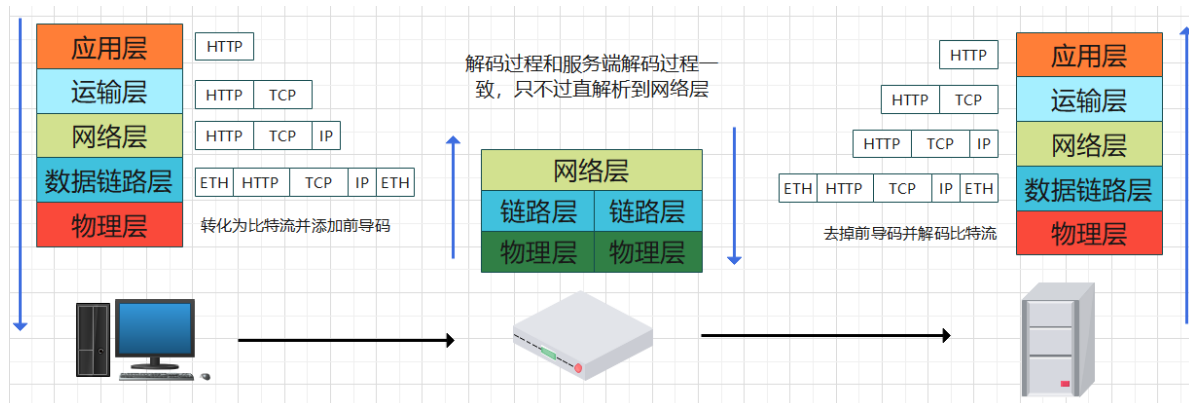 应用层
HTTP
运输层
HTTP TCP
网络层
HTTP TCP IP
数据链路层
ETH HTTP TCP IP ETH
物理层
转化为比特流并添加前导码
解码过程和服务端解码过程一
致，只不过直解析到网络层
网络层
链路层 链路层
物理层 物理层
HTTP
应用层
HTTP TCP
运输层
HTTP TCP IP
网络层
ETH HTTP TCP IP ETH
数据链路层
去掉前导码并解码比特流
物理层